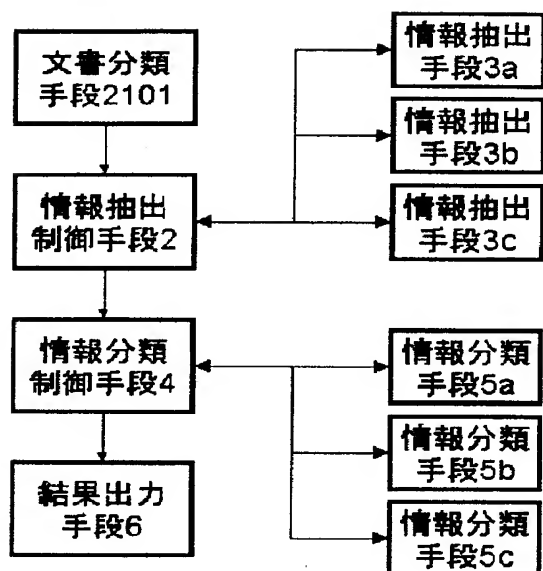 文書分類
手段2101
情報抽出
制御手段2
情報分類
制御手段4
結果出力
手段6
情報抽出
手段3a
情報抽出
手段3b
情報抽出
手段3c
情報分類
手段5a
情報分類
手段5b
情報分類
手段5c